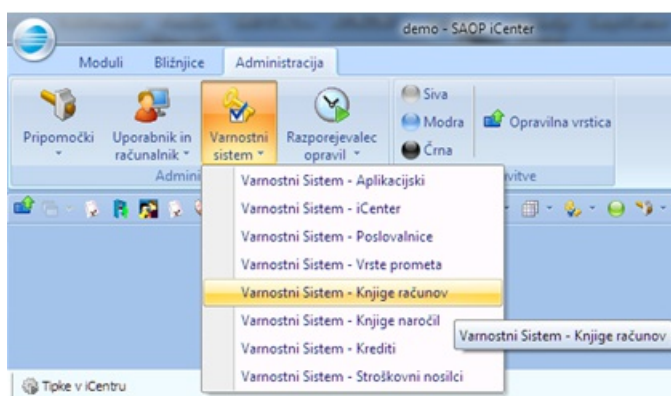 demo - SAOP iCenter
Moduli Bližnjice Administracija
Pripomočki
Uporabnik in
računalnik
Varnostni
sistem
Razporejevalec
opravil
Siva
Modra
Črna
Opravilna vrstica
Admini
vitve
Varnostni Sistem - Aplikacijski
Varnostni Sistem - iCenter
Varnostni Sistem - Poslovalnice
Varnostni Sistem - Vrste prometa
Varnostni Sistem - Knjige računov
Varnostni Sistem - Knjige naročil
Varnostni Sistem - Knjige računov
Varnostni Sistem - Krediti
Varnostni Sistem - Stroškovni nosilci
Tipke v iCentru